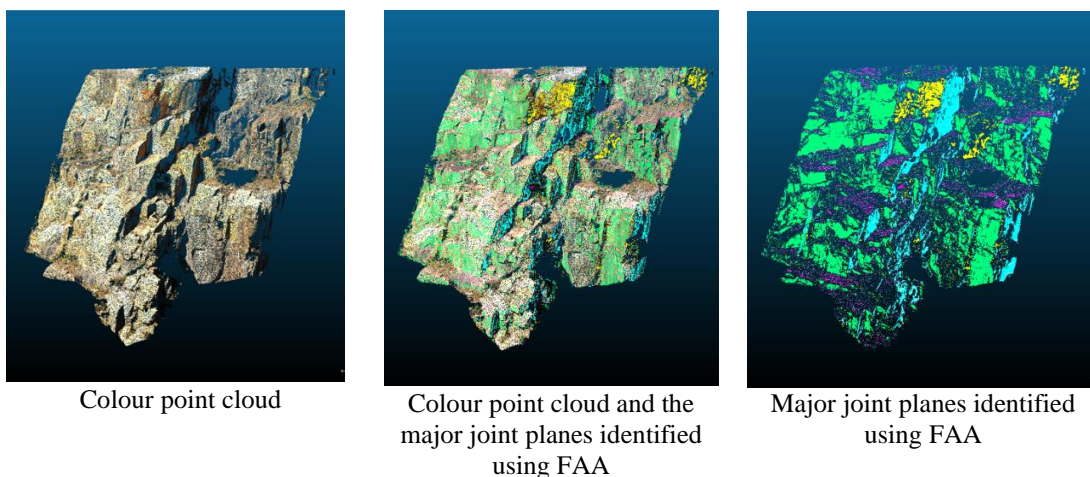 Colour point cloud
Colour point cloud and the
major joint planes identified
using FAA
Major joint planes identified
using FAA